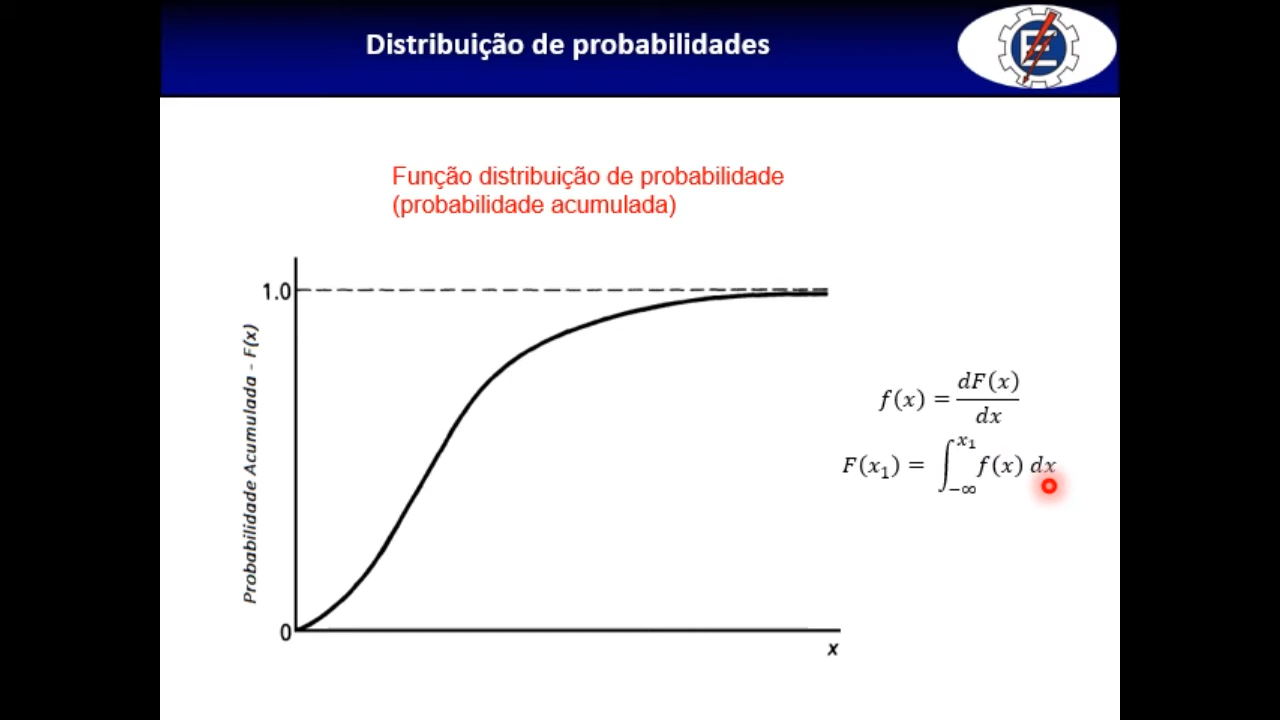 Distribuição de probabilidades
Função distribuição de probabilidade
(probabilidade acumulada)
1.0
Probabilidade Acumulada - F(x)
0
x
f(x) = dF(x)/dx
F(x₁) = ∫_{-∞}^{x₁} f(x) dx